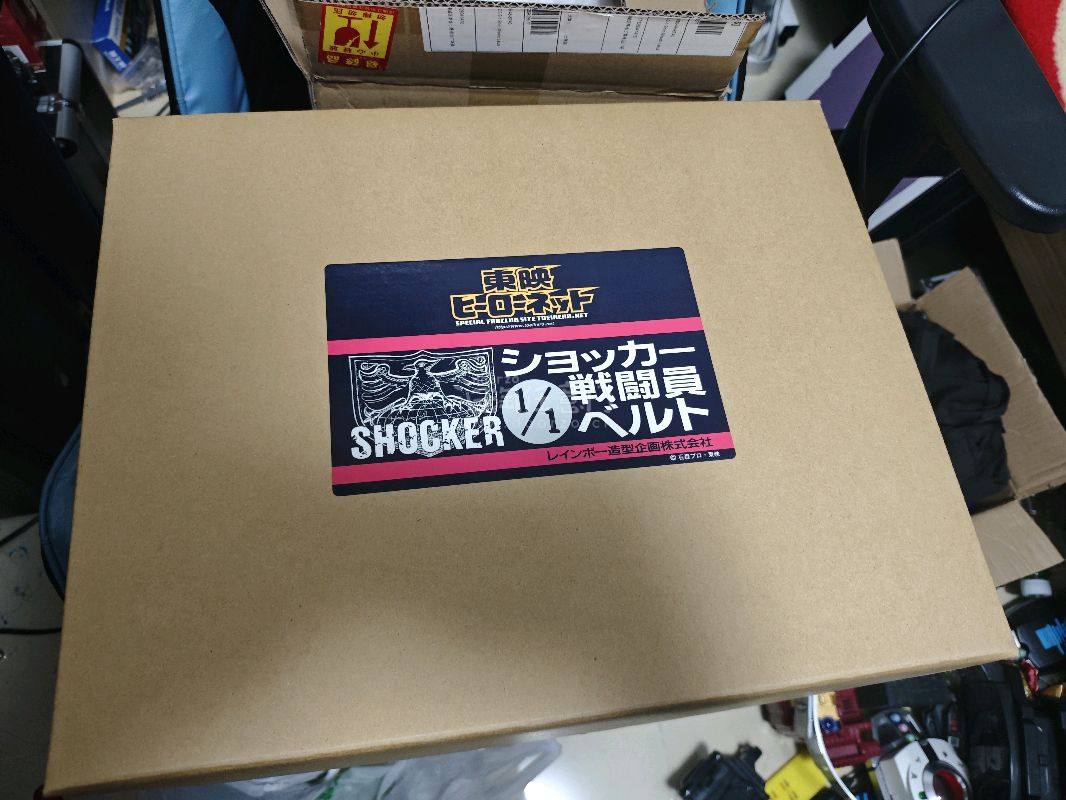 東映
ヒーローネット
SPECIAL FANCLUB SITE TOEIHERO.NET
ショッカー
1/1
戦闘員
ベルト
SHOCKER
レインボー造型企画株式会社
© 石森プロ・東映